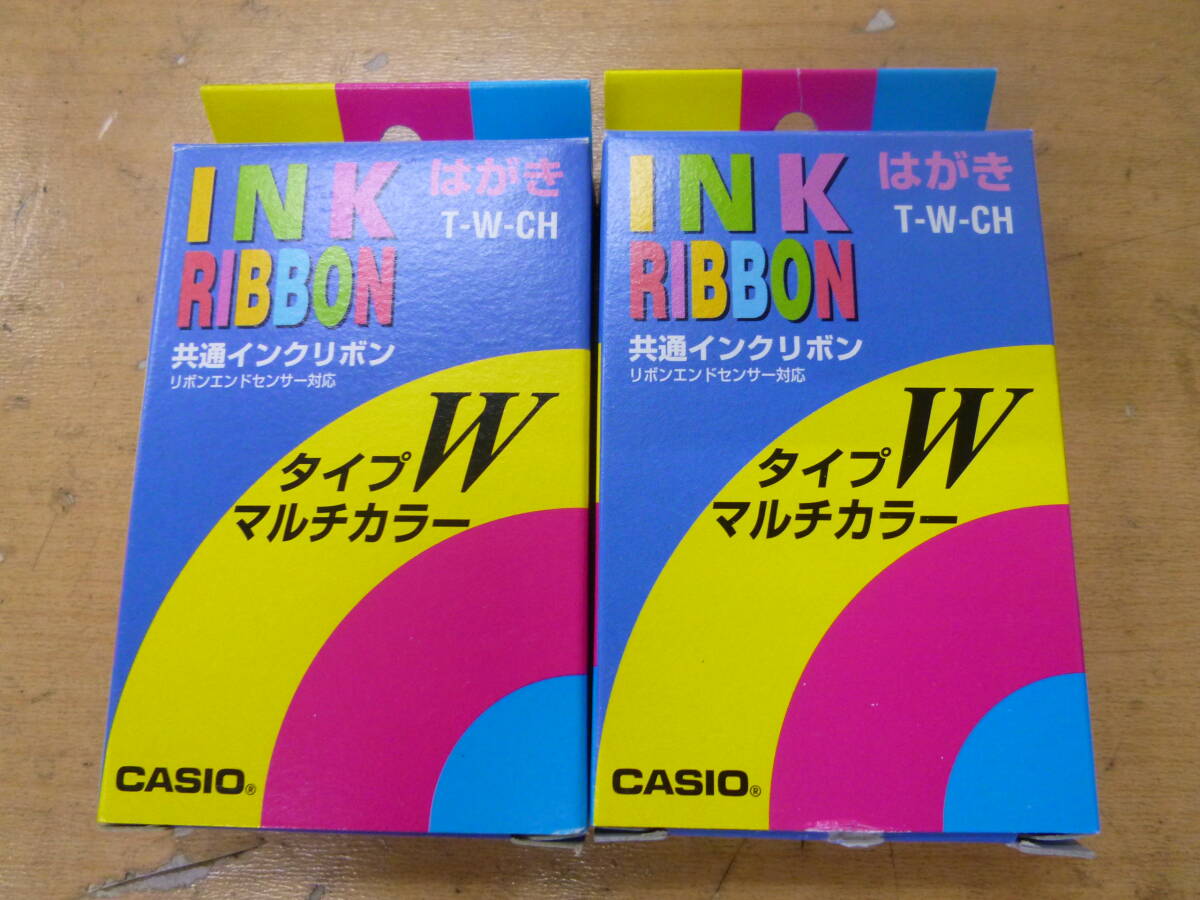 INK はがき
T-W-CH
RIBBON
共通インクリボン
リボンエンドセンサー対応
タイプW
マルチカラー
CASIO®
INK はがき
T-W-CH
RIBBON
共通インクリボン
リボンエンドセンサー対応
タイプW
マルチカラー
CASIO®